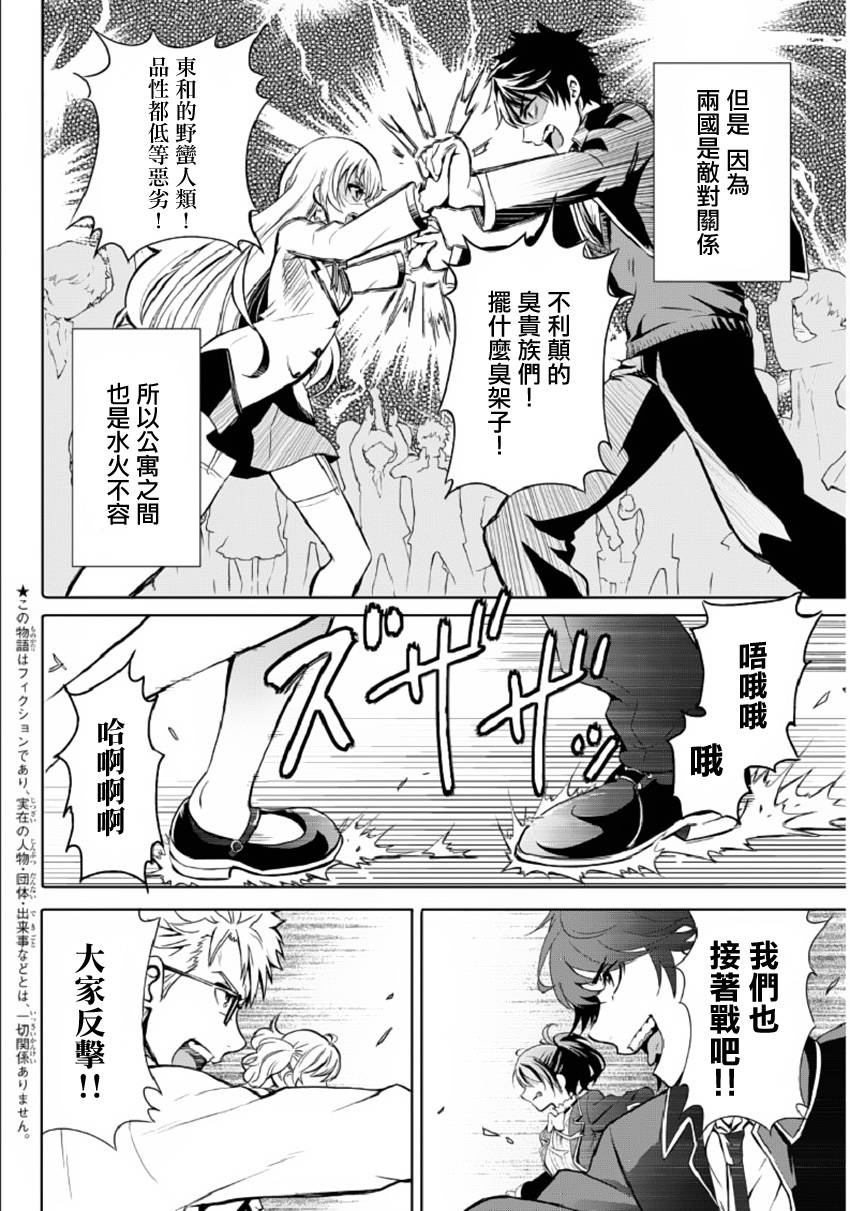 但是 因為
兩國是敵對關係
東和的野蠻人類！
品性都低等惡劣！
不利顛的
臭貴族們！
擺什麼臭架子！
所以公寓之間
也是水火不容
唔哦哦
哦
ズザザ
哈啊啊啊
我們也
接著戰吧!!
大家反擊!!
★この物語はフィクションであり、実在の人物・団体・出来事などとは、一切関係ありません。